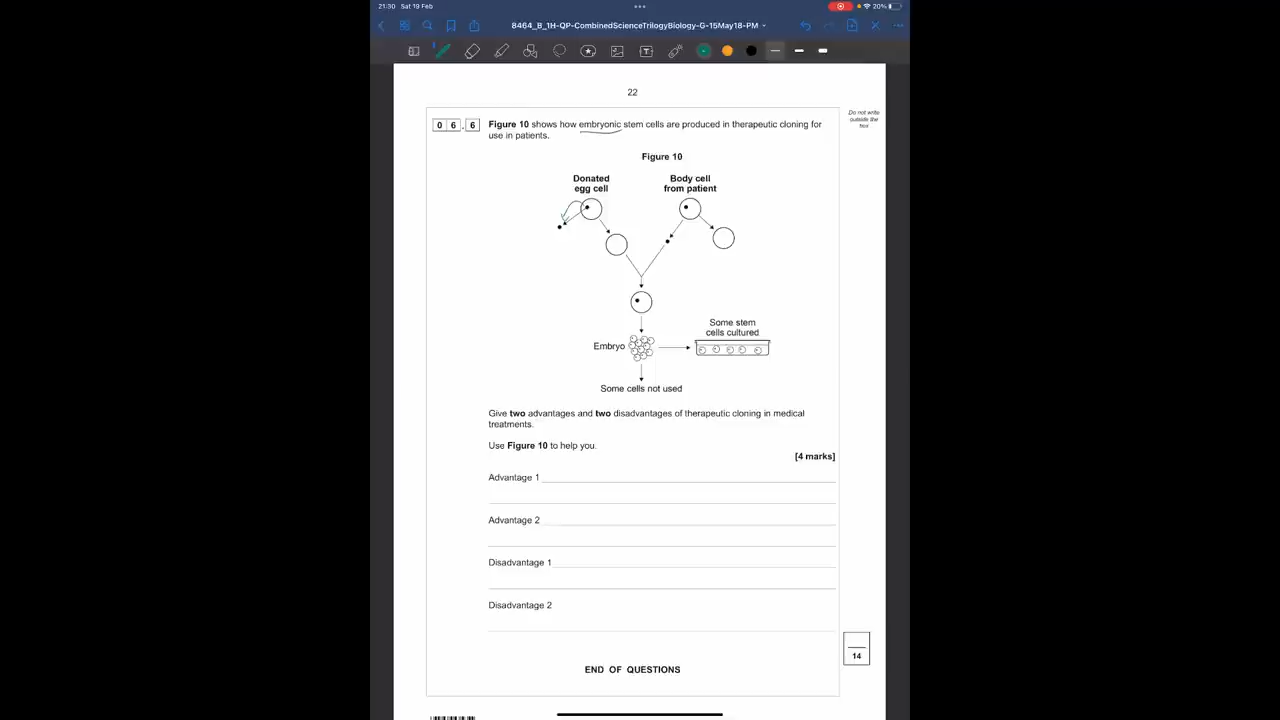 21:30 Sat 19 Feb
20%
8464_B_1H-QP-CombinedScienceTrilogyBiology-G-15May18-PM
22
Do not write
outside the
box
0 6 . 6
Figure 10 shows how embryonic stem cells are produced in therapeutic cloning for
use in patients.
Figure 10
Donated
egg cell
Body cell
from patient
Some stem
cells cultured
Embryo
Some cells not used
Give two advantages and two disadvantages of therapeutic cloning in medical
treatments.
Use Figure 10 to help you.
[4 marks]
Advantage 1
Advantage 2
Disadvantage 1
Disadvantage 2
14
END OF QUESTIONS